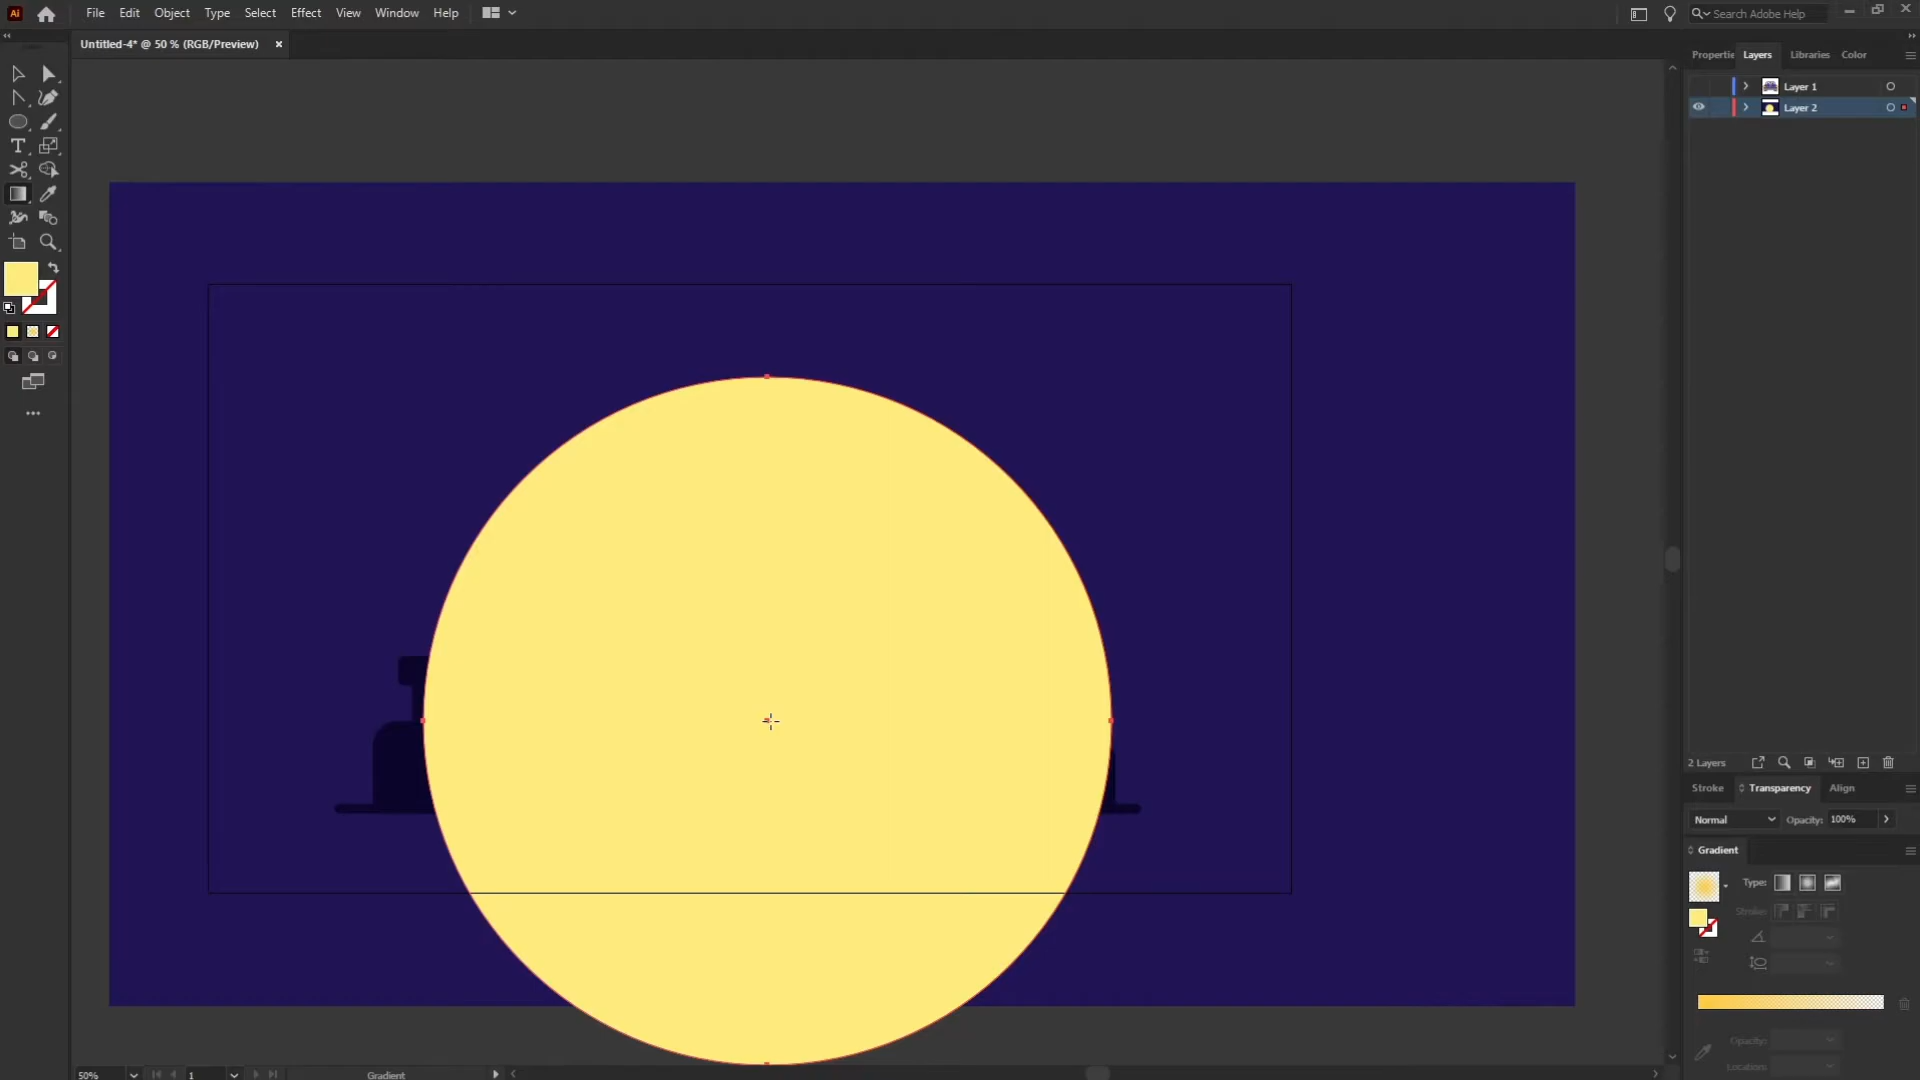 Ai File Edit Object Type Select Effect View Window Help Search Adobe Help
Untitled-4* @ 50 % (RGB/Preview) ×
Propertie Layers Libraries Color
Layer 1
Layer 2
2 Layers
Stroke Transparency Align
Normal Opacity: 100%
Gradient
Type:
Stroke:
Opacity:
Location:
50% 1 Gradient